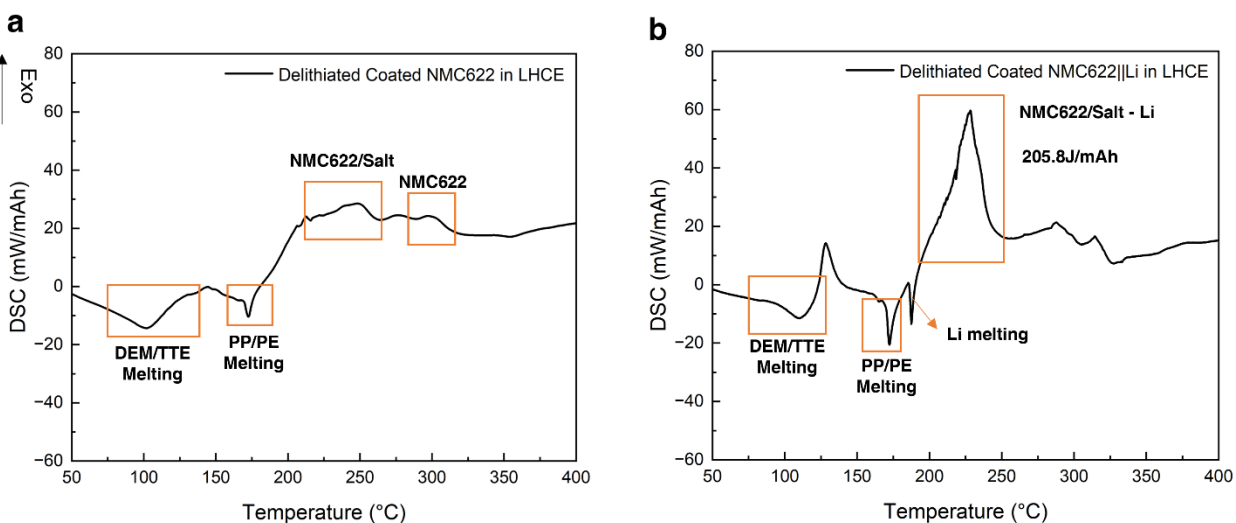 a
Exo
80
60
40
20
0
−20
−40
−60
DSC (mW/mAh)
Delithiated Coated NMC622 in LHCE
NMC622/Salt
NMC622
DEM/TTE
Melting
PP/PE
Melting
50 100 150 200 250 300 350 400
Temperature (°C)
b
80
60
40
20
0
−20
−40
−60
DSC (mW/mAh)
Delithiated Coated NMC622||Li in LHCE
NMC622/Salt - Li
205.8J/mAh
Li melting
DEM/TTE
Melting
PP/PE
Melting
50 100 150 200 250 300 350 400
Temperature (°C)